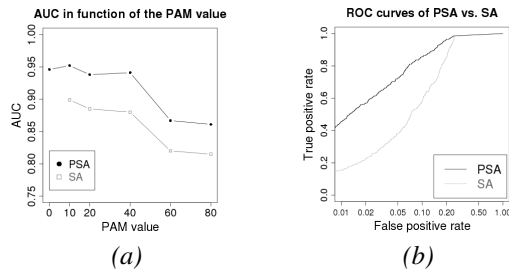 AUC in function of the PAM value
AUC
1.00
0.95
0.90
0.85
0.80
0.75
PSA
SA
0 10 20 40 60 80
PAM value
(a)
ROC curves of PSA vs. SA
True positive rate
1.0
0.8
0.6
0.4
0.2
0.0
PSA
SA
0.01 0.02 0.05 0.10 0.20 0.50 1.00
False positive rate
(b)